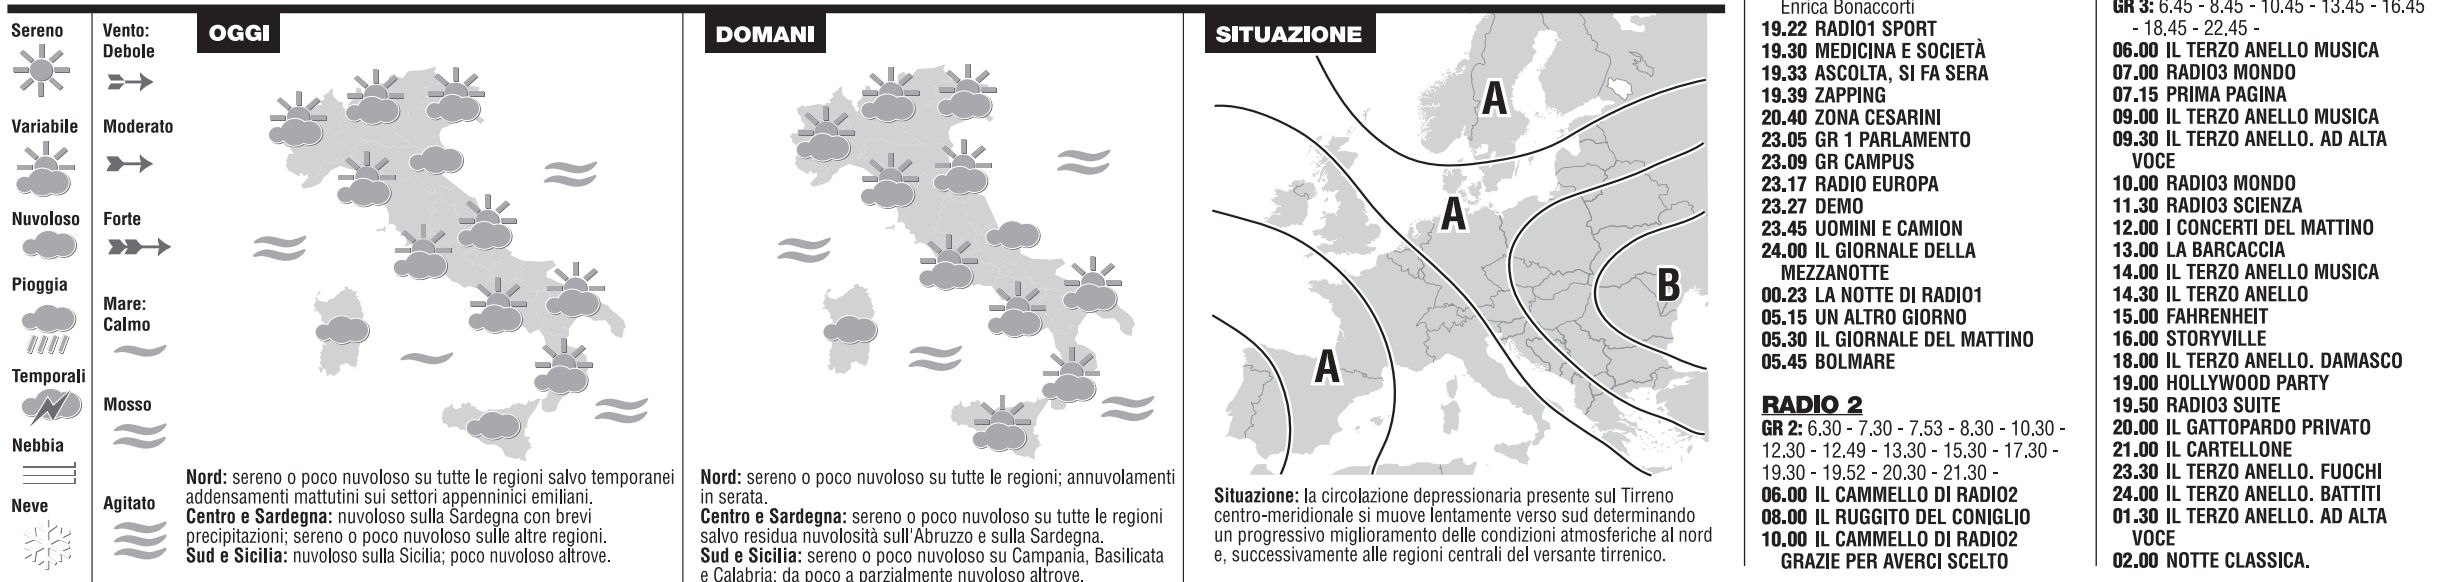 Sereno
Variabile
Nuvoloso
Pioggia
Temporali
Nebbia
Neve
Vento:
Debole
Moderato
Forte
Mare:
Calmo
Mosso
Agitato
OGGI
Nord: sereno o poco nuvoloso su tutte le regioni salvo temporanei
addensamenti mattutini sui settori appenninici emiliani.
Centro e Sardegna: nuvoloso sulla Sardegna con brevi
precipitazioni; sereno o poco nuvoloso sulle altre regioni.
Sud e Sicilia: nuvoloso sulla Sicilia; poco nuvoloso altrove.
DOMANI
Nord: sereno o poco nuvoloso su tutte le regioni; annuvolamenti
in serata.
Centro e Sardegna: sereno o poco nuvoloso su tutte le regioni
salvo residua nuvolosità sull'Abruzzo e sulla Sardegna.
Sud e Sicilia: sereno o poco nuvoloso su Campania, Basilicata
e Calabria; da poco a parzialmente nuvoloso altrove.
SITUAZIONE
A
A
B
A
Situazione: la circolazione depressionaria presente sul Tirreno
centro-meridionale si muove lentamente verso sud determinando
un progressivo miglioramento delle condizioni atmosferiche al nord
e, successivamente alle regioni centrali del versante tirrenico.
Enrica Bonaccorti
19.22 RADIO1 SPORT
19.30 MEDICINA E SOCIETÀ
19.33 ASCOLTA, SI FA SERA
19.39 ZAPPING
20.40 ZONA CESARINI
23.05 GR 1 PARLAMENTO
23.09 GR CAMPUS
23.17 RADIO EUROPA
23.27 DEMO
23.45 UOMINI E CAMION
24.00 IL GIORNALE DELLA
MEZZANOTTE
00.23 LA NOTTE DI RADIO1
05.15 UN ALTRO GIORNO
05.30 IL GIORNALE DEL MATTINO
05.45 BOLMARE
RADIO 2
GR 2: 6.30 - 7.30 - 7.53 - 8.30 - 10.30 -
12.30 - 12.49 - 13.30 - 15.30 - 17.30 -
19.30 - 19.52 - 20.30 - 21.30 -
06.00 IL CAMMELLO DI RADIO2
08.00 IL RUGGITO DEL CONIGLIO
10.00 IL CAMMELLO DI RADIO2
GRAZIE PER AVERCI SCELTO
GR 3: 6.45 - 8.45 - 10.45 - 13.45 - 16.45
- 18.45 - 22.45 -
06.00 IL TERZO ANELLO MUSICA
07.00 RADIO3 MONDO
07.15 PRIMA PAGINA
09.00 IL TERZO ANELLO MUSICA
09.30 IL TERZO ANELLO. AD ALTA
VOCE
10.00 RADIO3 MONDO
11.30 RADIO3 SCIENZA
12.00 I CONCERTI DEL MATTINO
13.00 LA BARCACCIA
14.00 IL TERZO ANELLO MUSICA
14.30 IL TERZO ANELLO
15.00 FAHRENHEIT
16.00 STORYVILLE
18.00 IL TERZO ANELLO. DAMASCO
19.00 HOLLYWOOD PARTY
19.50 RADIO3 SUITE
20.00 IL GATTOPARDO PRIVATO
21.00 IL CARTELLONE
23.30 IL TERZO ANELLO. FUOCHI
24.00 IL TERZO ANELLO. BATTITI
01.30 IL TERZO ANELLO. AD ALTA
VOCE
02.00 NOTTE CLASSICA.